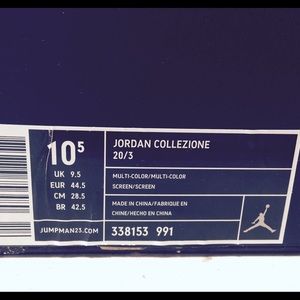 10⁵
UK 9.5
EUR 44.5
CM 28.5
BR 42.5
JUMPMAN23.COM
JORDAN COLLEZIONE
20/3
MULTI-COLOR/MULTI-COLOR
SCREEN/SCREEN
MADE IN CHINA/FABRIQUE EN
CHINE/HECHO EN CHINA
338153 991